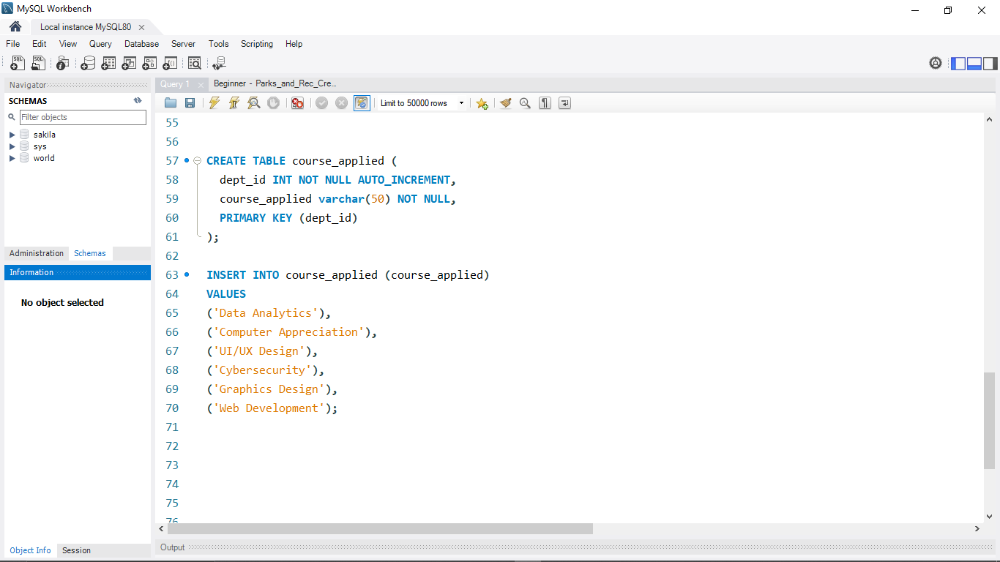 MySQL Workbench
Local instance MySQL80
File Edit View Query Database Server Tools Scripting Help
Navigator
SCHEMAS
Filter objects
sakila
sys
world
Administration Schemas
Information
No object selected
Object Info Session
Query 1 Beginner - Parks_and_Rec_Cre...
Limit to 50000 rows
55
56
57 CREATE TABLE course_applied (
58 dept_id INT NOT NULL AUTO_INCREMENT,
59 course_applied varchar(50) NOT NULL,
60 PRIMARY KEY (dept_id)
61 );
62
63 INSERT INTO course_applied (course_applied)
64 VALUES
65 ('Data Analytics'),
66 ('Computer Appreciation'),
67 ('UI/UX Design'),
68 ('Cybersecurity'),
69 ('Graphics Design'),
70 ('Web Development');
71
72
73
74
75
76
Output